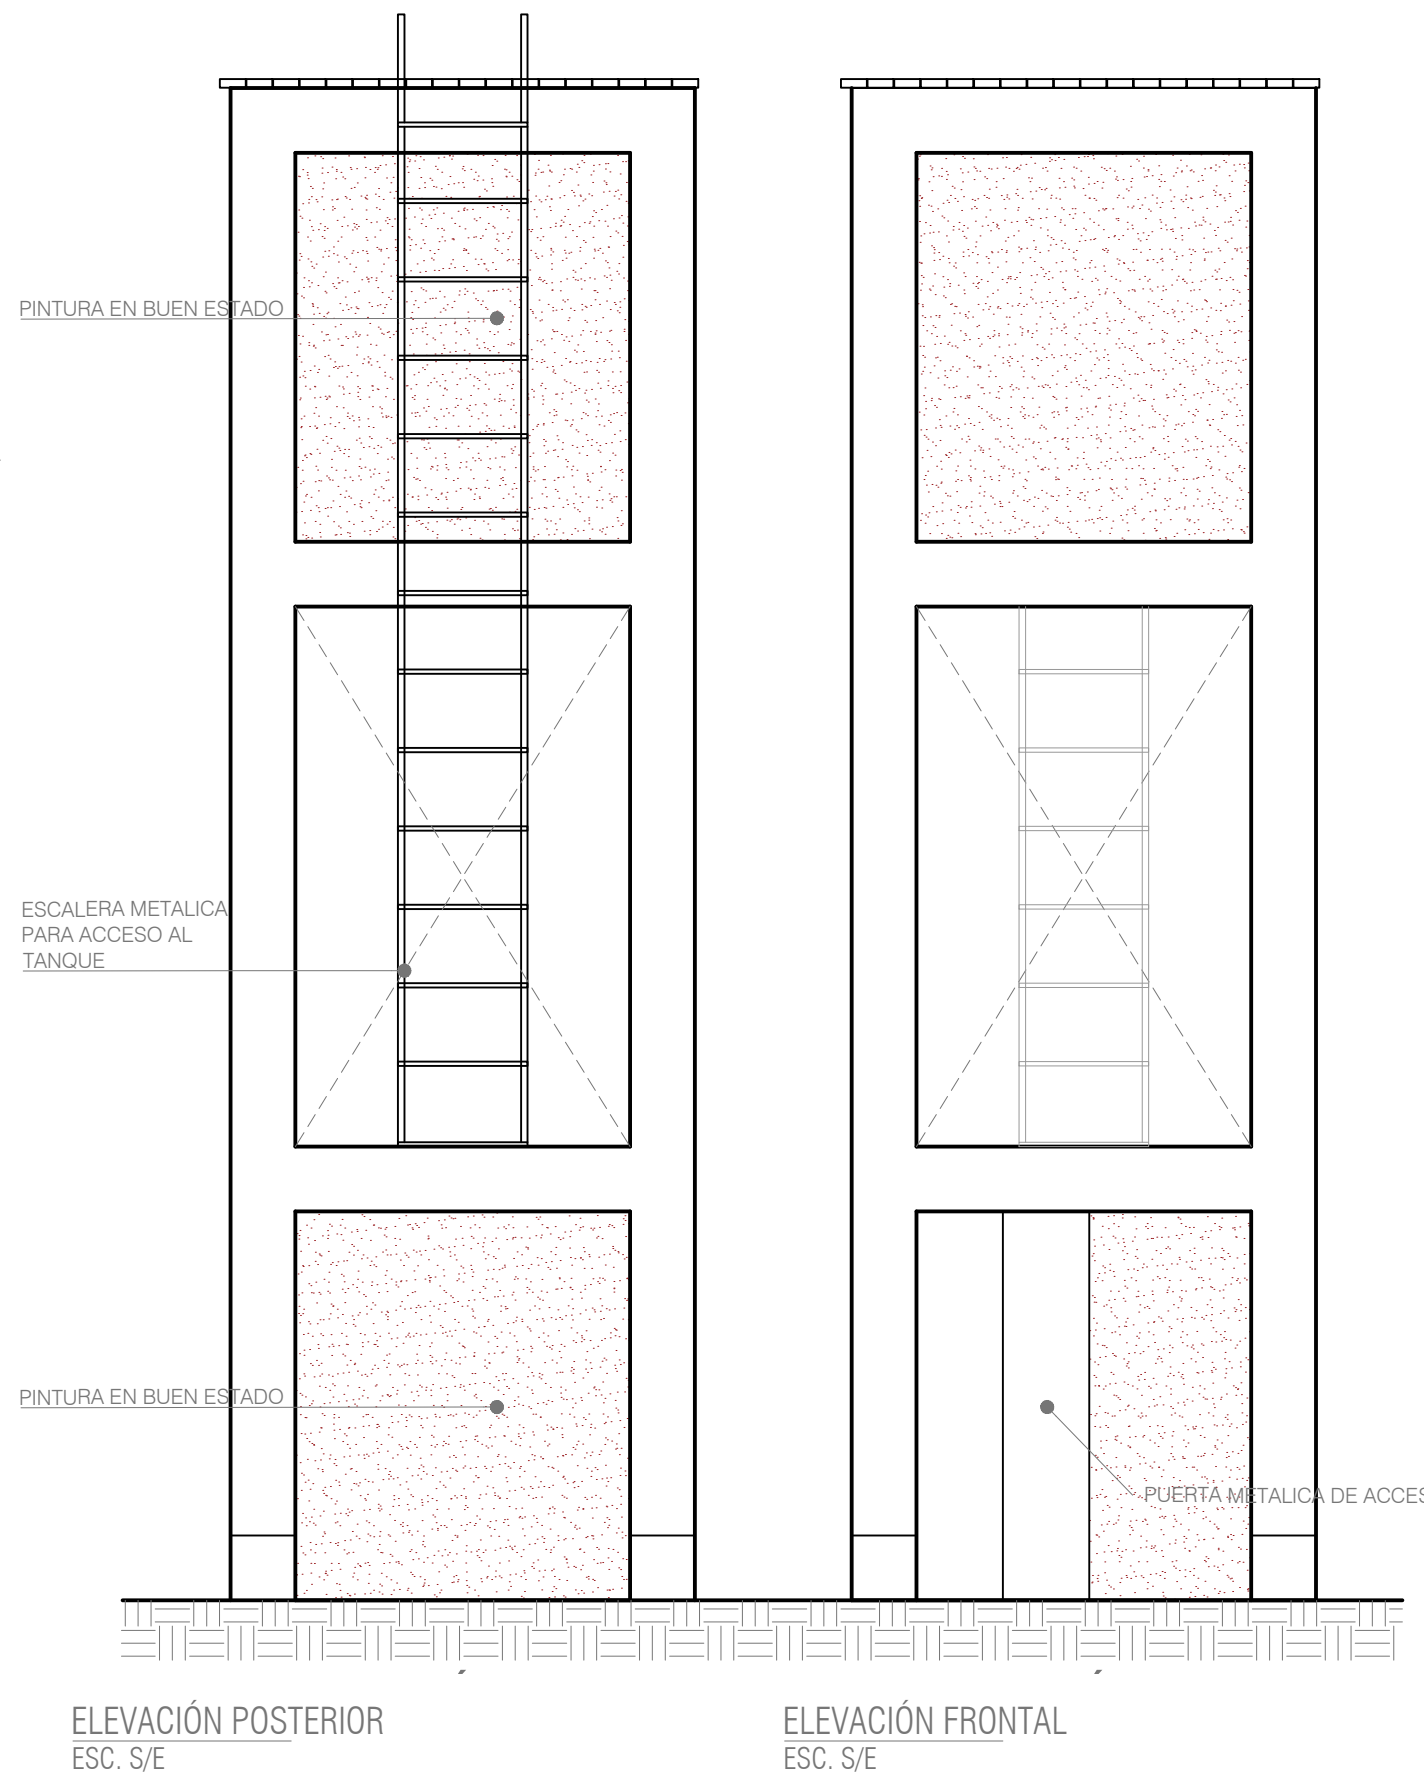 PINTURA EN BUEN ESTADO
ESCALERA METALICA
PARA ACCESO AL
TANQUE
PINTURA EN BUEN ESTADO
PUERTA METALICA DE ACCES
ELEVACIÓN POSTERIOR
ESC. S/E
ELEVACIÓN FRONTAL
ESC. S/E